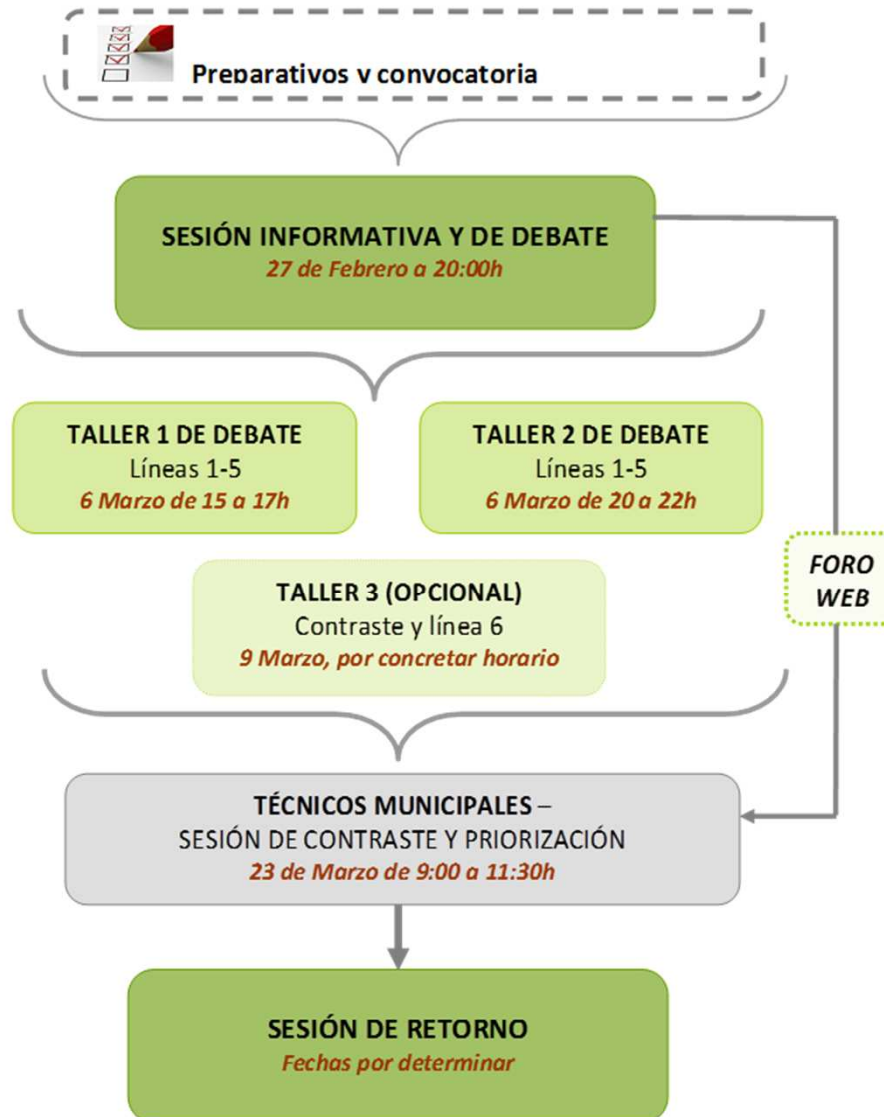 Preparativos y convocatoria
SESIÓN INFORMATIVA Y DE DEBATE
27 de Febrero a 20:00h
TALLER 1 DE DEBATE
Líneas 1-5
6 Marzo de 15 a 17h
TALLER 2 DE DEBATE
Líneas 1-5
6 Marzo de 20 a 22h
TALLER 3 (OPCIONAL)
Contraste y línea 6
9 Marzo, por concretar horario
FORO
WEB
TÉCNICOS MUNICIPALES –
SESIÓN DE CONTRASTE Y PRIORIZACIÓN
23 de Marzo de 9:00 a 11:30h
SESIÓN DE RETORNO
Fechas por determinar